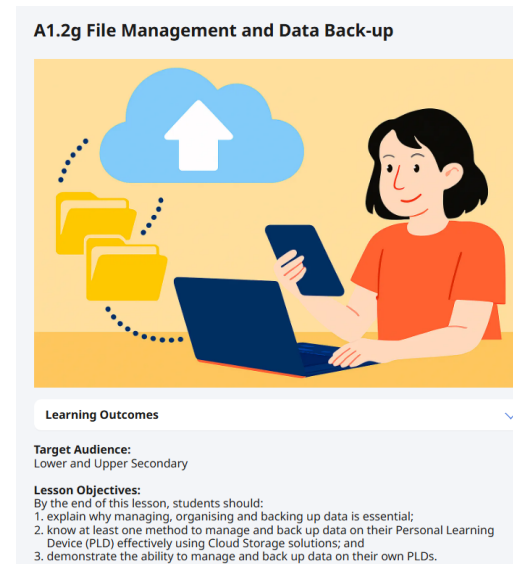 A1.2g File Management and Data Back-up
Learning Outcomes
Target Audience:
Lower and Upper Secondary
Lesson Objectives:
By the end of this lesson, students should:
1. explain why managing, organising and backing up data is essential;
2. know at least one method to manage and back up data on their Personal Learning
Device (PLD) effectively using Cloud Storage solutions; and
3. demonstrate the ability to manage and back up data on their own PLDs.